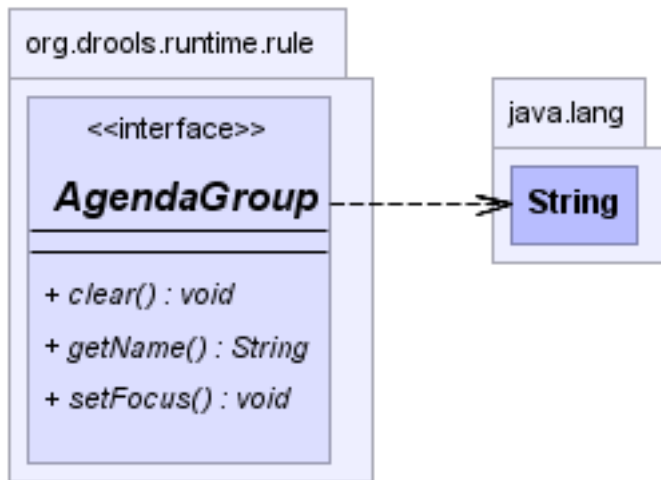 org.drools.runtime.rule
<<interface>>
AgendaGroup
+ clear() : void
+ getName() : String
+ setFocus() : void
java.lang
String